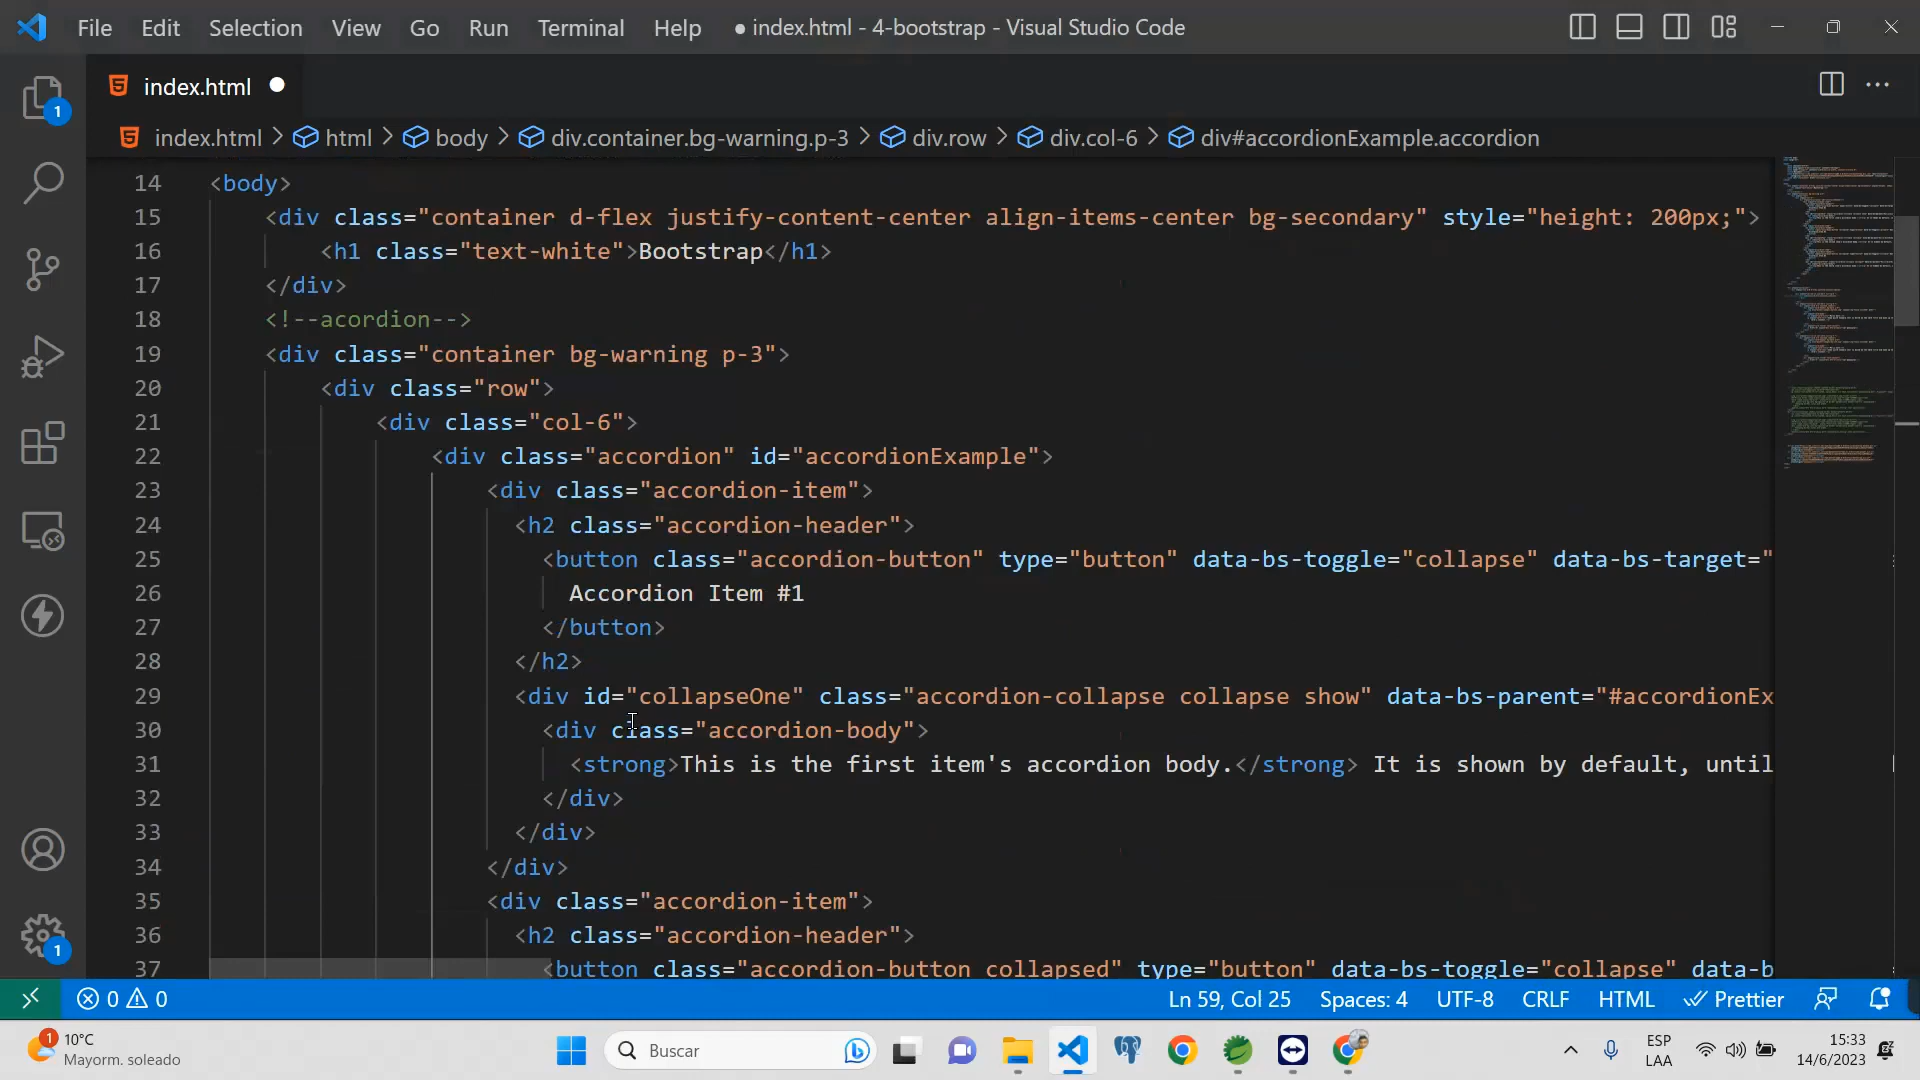 File Edit Selection View Go Run Terminal Help ● index.html - 4-bootstrap - Visual Studio Code
index.html
index.html > html > body > div.container.bg-warning.p-3 > div.row > div.col-6 > div#accordionExample.accordion
14 <body>
15 <div class="container d-flex justify-content-center align-items-center bg-secondary" style="height: 200px;">
16 <h1 class="text-white">Bootstrap</h1>
17 </div>
18 <!--acordion-->
19 <div class="container bg-warning p-3">
20 <div class="row">
21 <div class="col-6">
22 <div class="accordion" id="accordionExample">
23 <div class="accordion-item">
24 <h2 class="accordion-header">
25 <button class="accordion-button" type="button" data-bs-toggle="collapse" data-bs-target="
26 Accordion Item #1
27 </button>
28 </h2>
29 <div id="collapseOne" class="accordion-collapse collapse show" data-bs-parent="#accordionEx
30 <div class="accordion-body">
31 <strong>This is the first item's accordion body.</strong> It is shown by default, until
32 </div>
33 </div>
34 </div>
35 <div class="accordion-item">
36 <h2 class="accordion-header">
37 <button class="accordion-button collapsed" type="button" data-bs-toggle="collapse" data-b
1
1
0 0 Ln 59, Col 25 Spaces: 4 UTF-8 CRLF HTML Prettier
1 10°C
Mayorm. soleado
Buscar
ESP
LAA
15:33
14/6/2023